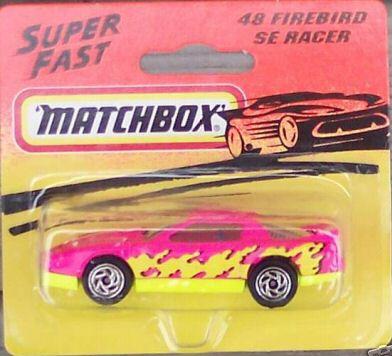 SUPER
FAST
48 FIREBIRD
SE RACER
MATCHBOX®